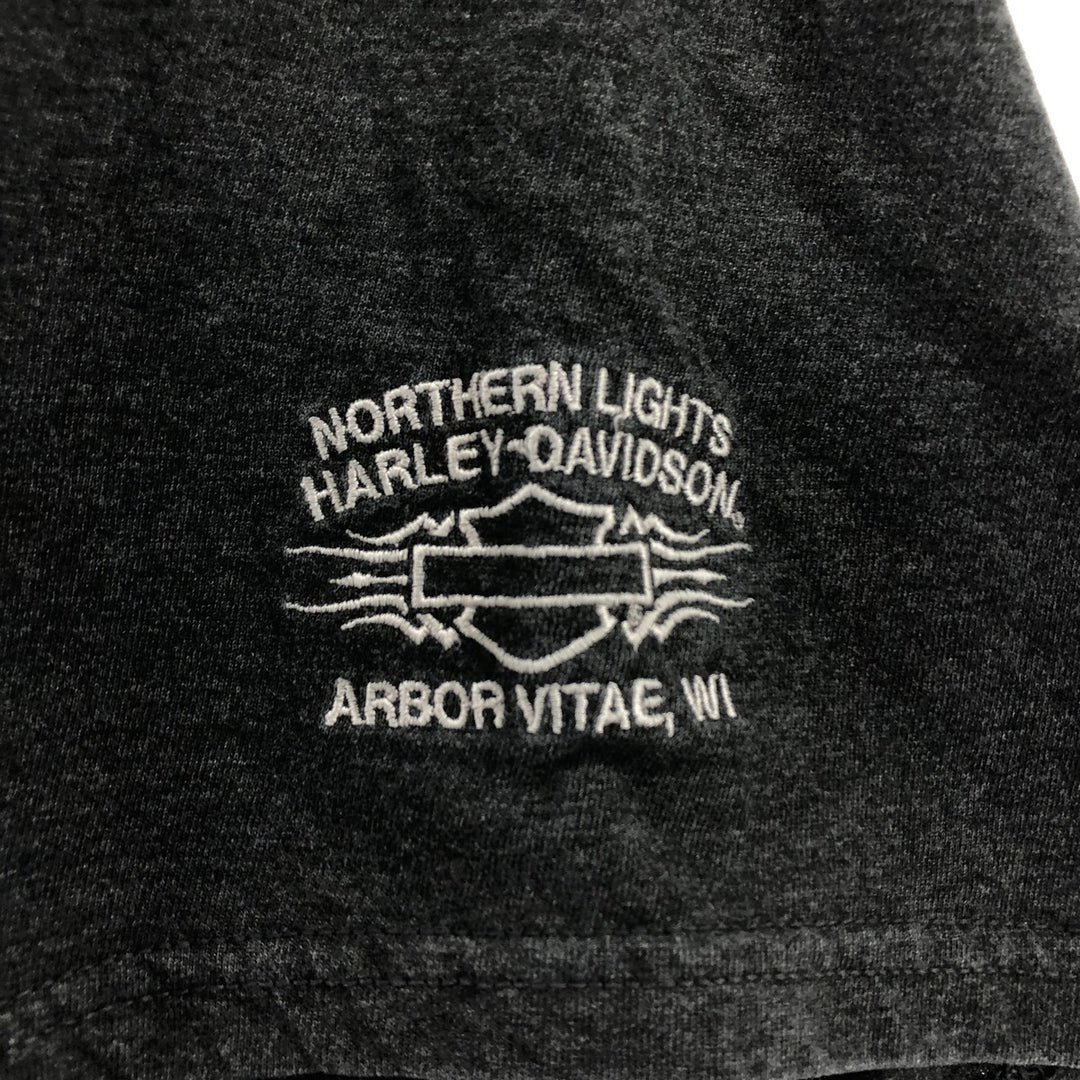 NORTHERN LIGHTS
HARLEY-DAVIDSON
ARBOR VITAE, WI